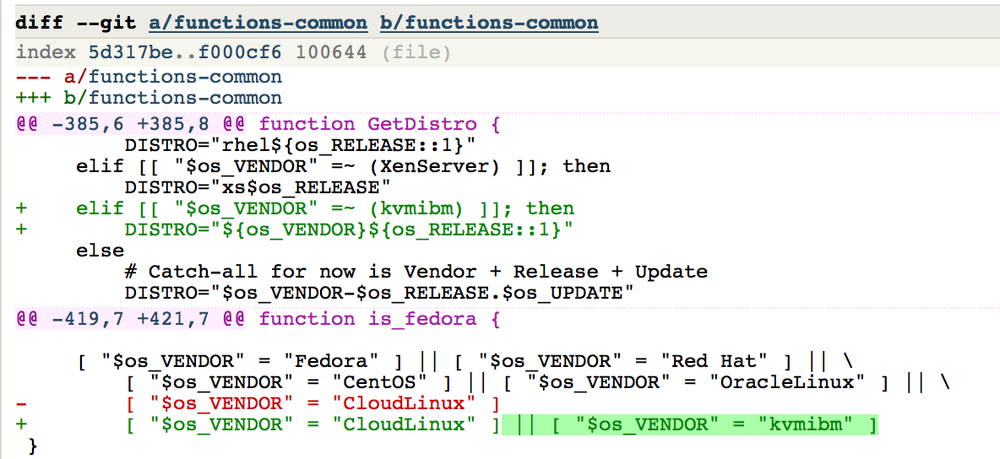 diff --git a/functions-common b/functions-common
index 5d317be..f000cf6 100644 (file)
--- a/functions-common
+++ b/functions-common
@@ -385,6 +385,8 @@ function GetDistro {
         DISTRO="rhel${os_RELEASE::1}"
     elif [[ "$os_VENDOR" =~ (XenServer) ]]; then
         DISTRO="xs$os_RELEASE"
+    elif [[ "$os_VENDOR" =~ (kvmibm) ]]; then
+        DISTRO="${os_VENDOR}${os_RELEASE::1}"
     else
         # Catch-all for now is Vendor + Release + Update
         DISTRO="$os_VENDOR-$os_RELEASE.$os_UPDATE"
@@ -419,7 +421,7 @@ function is_fedora {
     [ "$os_VENDOR" = "Fedora" ] || [ "$os_VENDOR" = "Red Hat" ] || \
         [ "$os_VENDOR" = "CentOS" ] || [ "$os_VENDOR" = "OracleLinux" ] || \
-        [ "$os_VENDOR" = "CloudLinux" ]
+        [ "$os_VENDOR" = "CloudLinux" ] || [ "$os_VENDOR" = "kvmibm" ]
 }